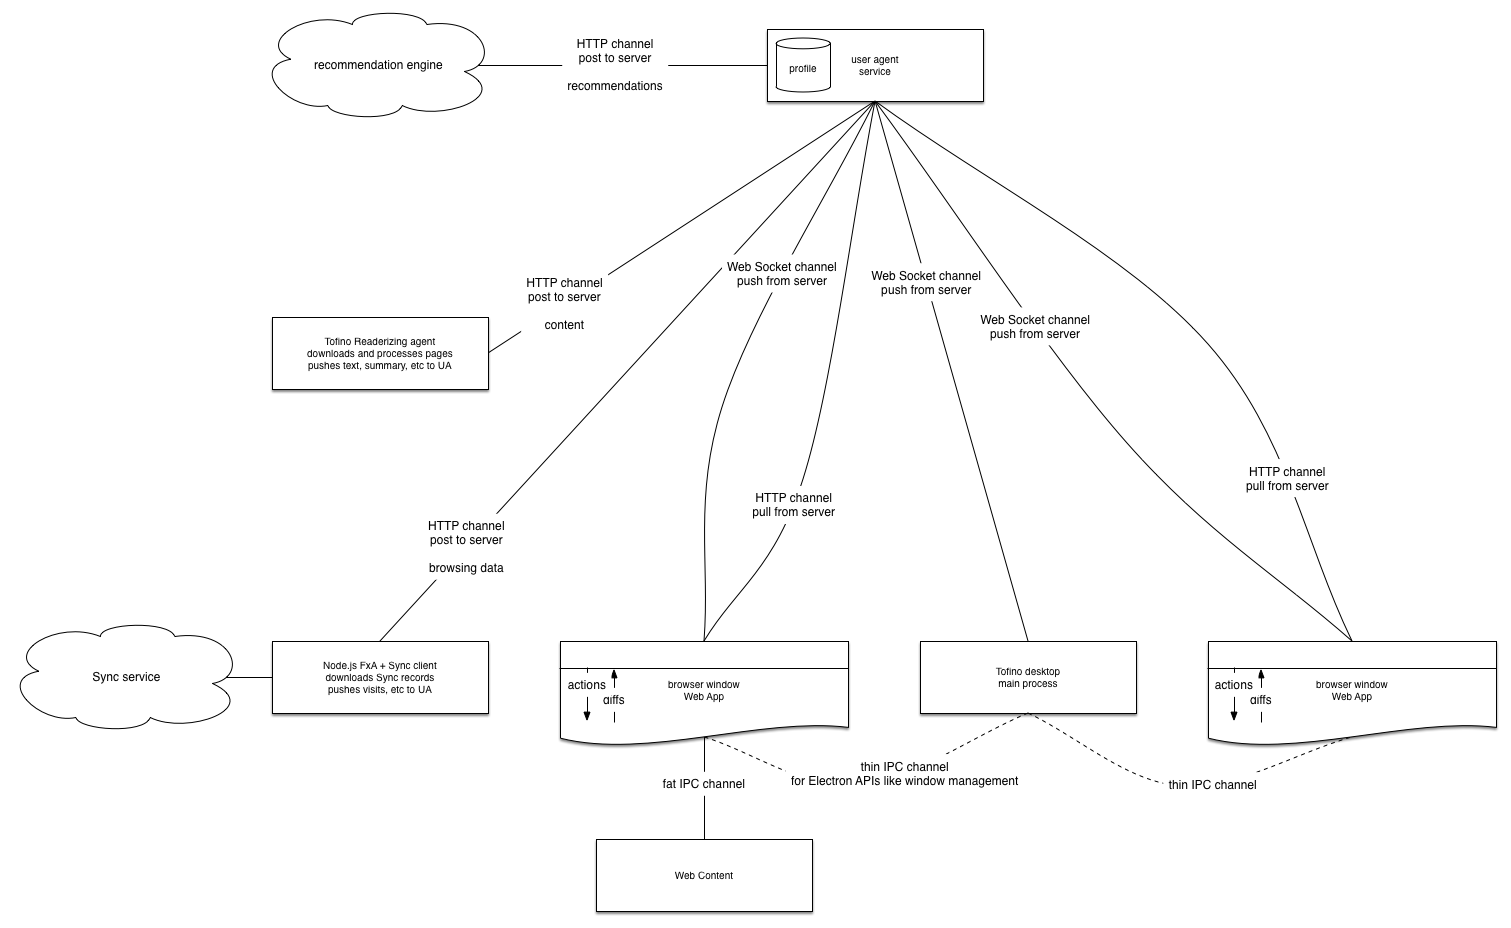 recommendation engine
HTTP channel
post to server
recommendations
profile
user agent
service
HTTP channel
post to server
content
Web Socket channel
push from server
Web Socket channel
push from server
Web Socket channel
push from server
Tofino Readerizing agent
downloads and processes pages
pushes text, summary, etc to UA
HTTP channel
pull from server
HTTP channel
pull from server
HTTP channel
post to server
browsing data
Sync service
Node.js FxA + Sync client
downloads Sync records
pushes visits, etc to UA
actions
diffs
browser window
Web App
Tofino desktop
main process
actions
diffs
browser window
Web App
fat IPC channel
thin IPC channel
for Electron APIs like window management
thin IPC channel
Web Content